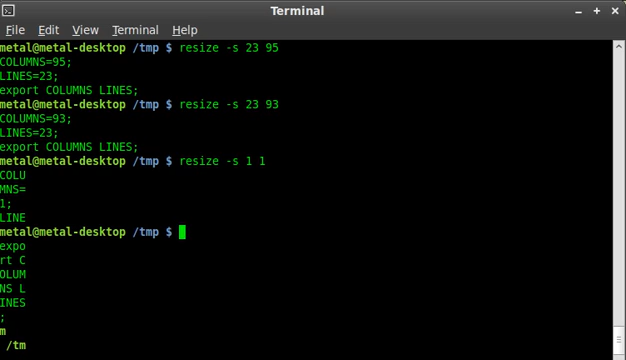 Terminal
File Edit View Terminal Help
metal@metal-desktop /tmp $ resize -s 23 95
COLUMNS=95;
LINES=23;
export COLUMNS LINES;
metal@metal-desktop /tmp $ resize -s 23 93
COLUMNS=93;
LINES=23;
export COLUMNS LINES;
metal@metal-desktop /tmp $ resize -s 1 1
COLU
MNS=
1;
LINE
metal@metal-desktop /tmp $
expo
rt C
OLUM
NS L
INES
;
m
/tm